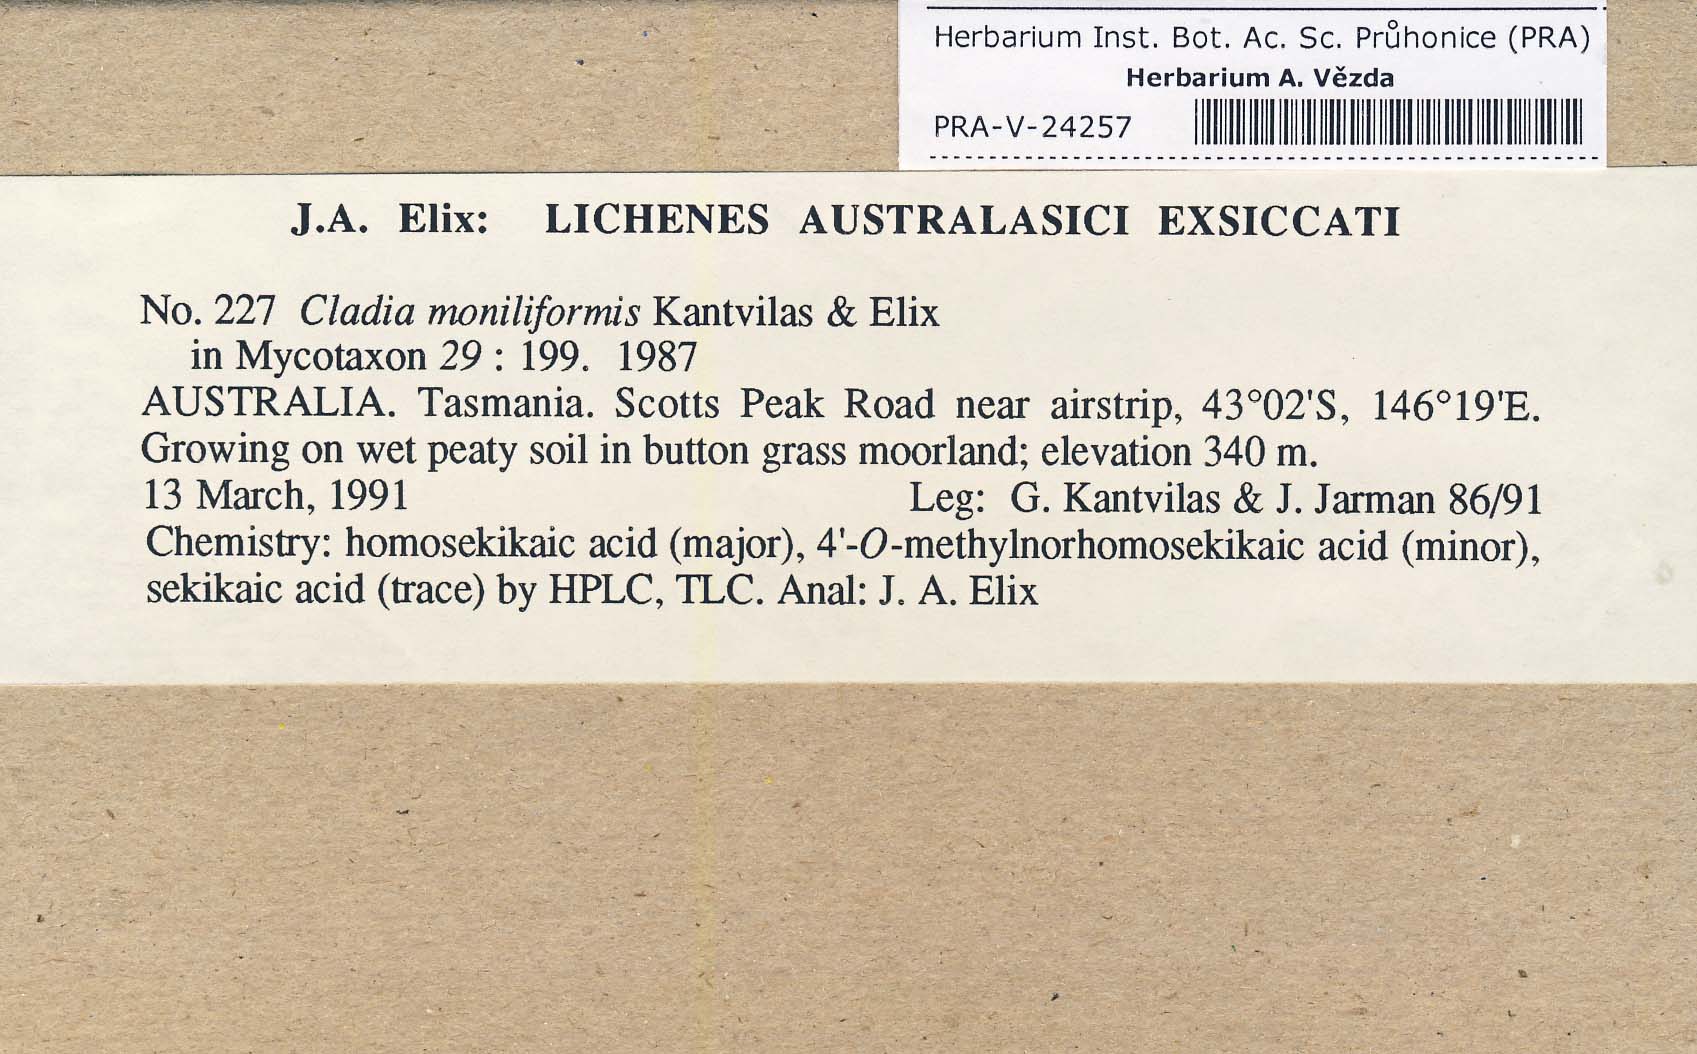 Herbarium Inst. Bot. Ac. Sc. Průhonice (PRA)
Herbarium A. Vězda
PRA-V-24257
J.A. Elix: LICHENES AUSTRALASICI EXSICCATI
No. 227 Cladia moniliformis Kantvilas & Elix
in Mycotaxon 29 : 199. 1987
AUSTRALIA. Tasmania. Scotts Peak Road near airstrip, 43°02'S, 146°19'E.
Growing on wet peaty soil in button grass moorland; elevation 340 m.
13 March, 1991 Leg: G. Kantvilas & J. Jarman 86/91
Chemistry: homosekikaic acid (major), 4'-O-methylnorhomosekikaic acid (minor),
sekikaic acid (trace) by HPLC, TLC. Anal: J. A. Elix